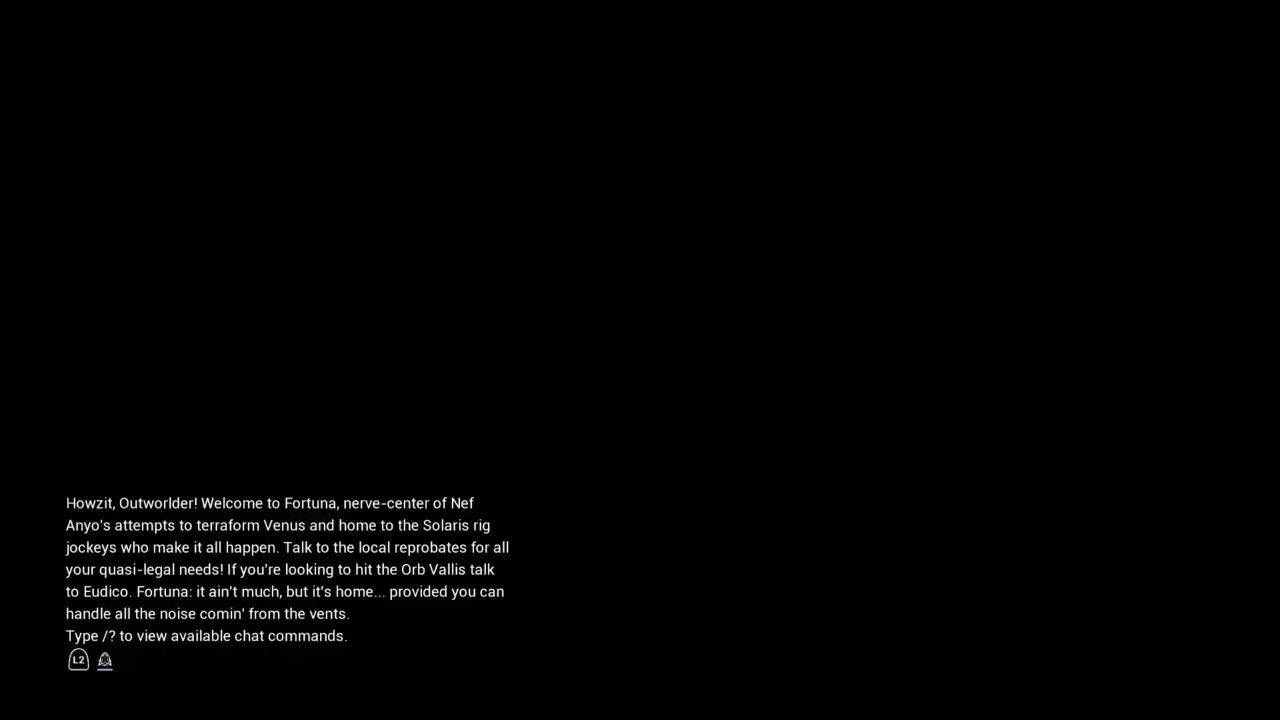 Howzit, Outworlder! Welcome to Fortuna, nerve-center of Nef
Anyo's attempts to terraform Venus and home to the Solaris rig
jockeys who make it all happen. Talk to the local reprobates for all
your quasi-legal needs! If you're looking to hit the Orb Vallis talk
to Eudico. Fortuna: it ain't much, but it's home... provided you can
handle all the noise comin' from the vents.
Type /? to view available chat commands.
L2